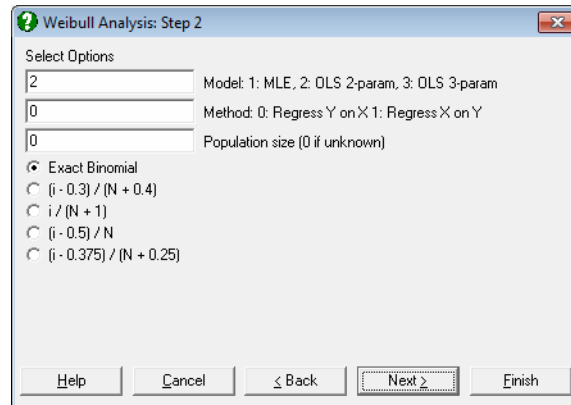 Weibull Analysis: Step 2
Select Options
2 Model: 1: MLE, 2: OLS 2-param, 3: OLS 3-param
0 Method: 0: Regress Y on X 1: Regress X on Y
0 Population size (0 if unknown)
Exact Binomial
(i - 0.3) / (N + 0.4)
i / (N + 1)
(i - 0.5) / N
(i - 0.375) / (N + 0.25)
Help Cancel < Back Next > Finish